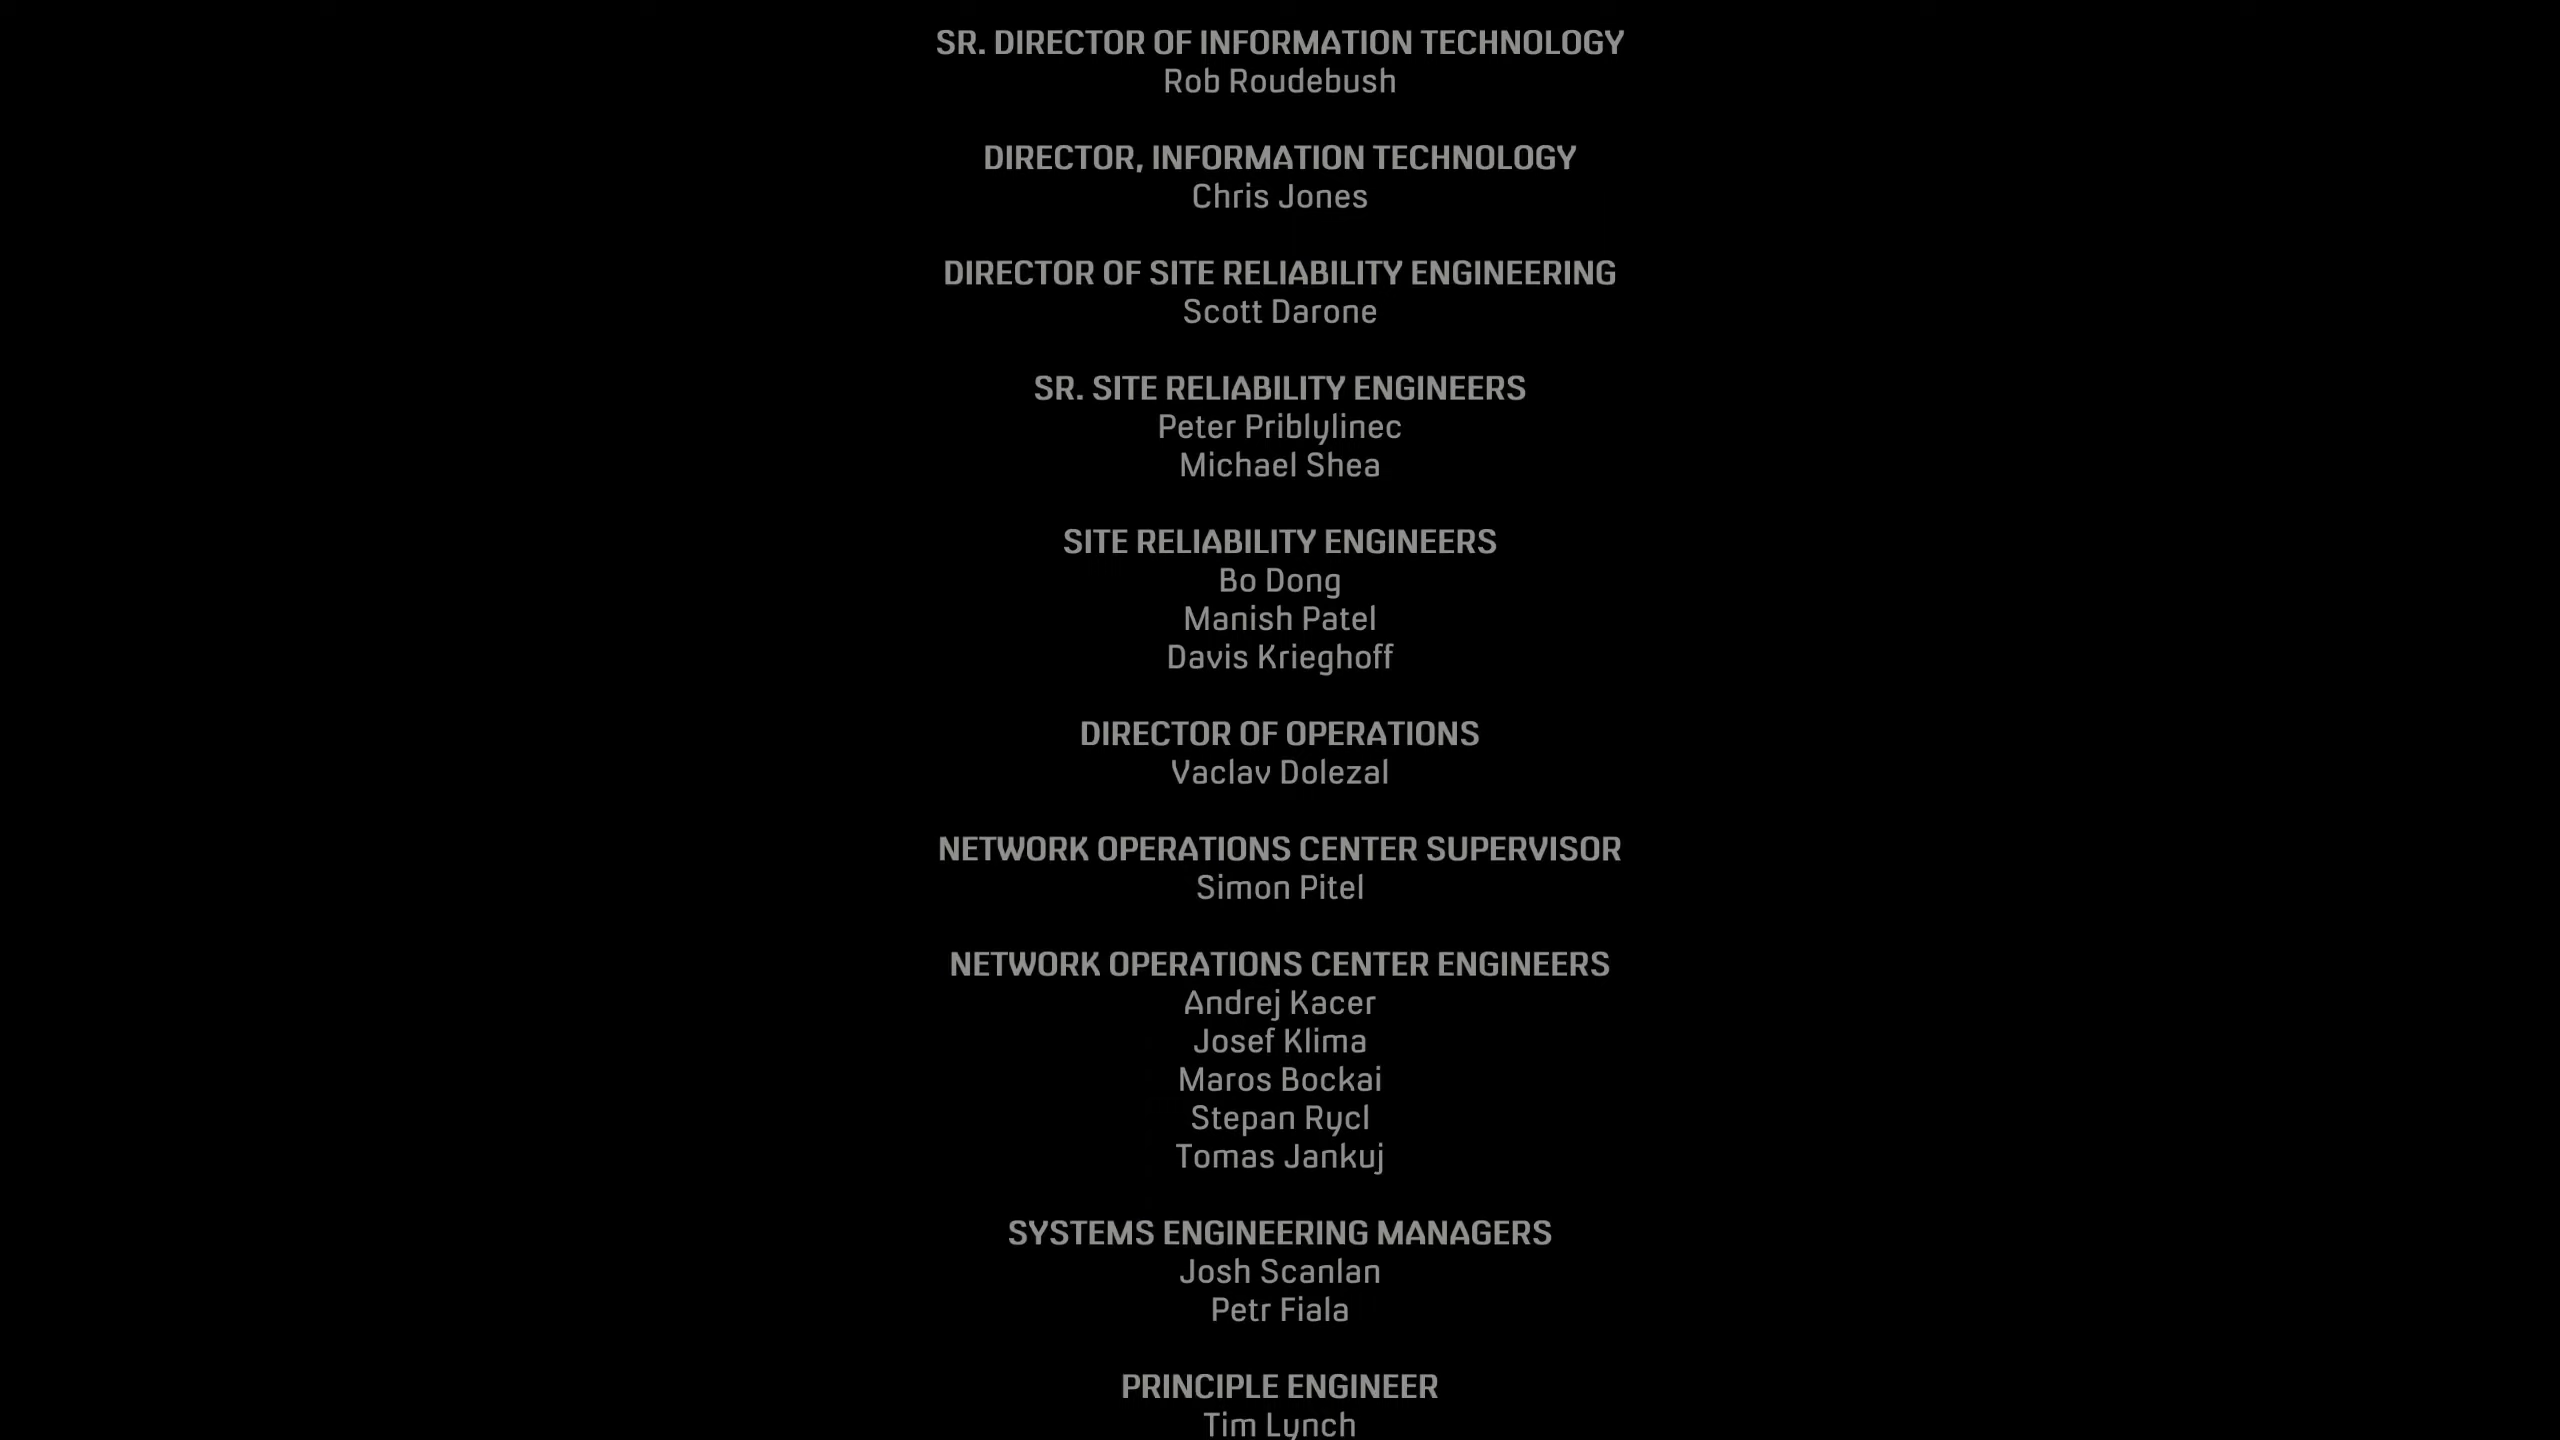 SR. DIRECTOR OF INFORMATION TECHNOLOGY
Rob Roudebush
DIRECTOR, INFORMATION TECHNOLOGY
Chris Jones
DIRECTOR OF SITE RELIABILITY ENGINEERING
Scott Darone
SR. SITE RELIABILITY ENGINEERS
Peter Priblylinec
Michael Shea
SITE RELIABILITY ENGINEERS
Bo Dong
Manish Patel
Davis Krieghoff
DIRECTOR OF OPERATIONS
Vaclav Dolezal
NETWORK OPERATIONS CENTER SUPERVISOR
Simon Pitel
NETWORK OPERATIONS CENTER ENGINEERS
Andrej Kacer
Josef Klima
Maros Bockai
Stepan Rycl
Tomas Jankuj
SYSTEMS ENGINEERING MANAGERS
Josh Scanlan
Petr Fiala
PRINCIPLE ENGINEER
Tim Lynch